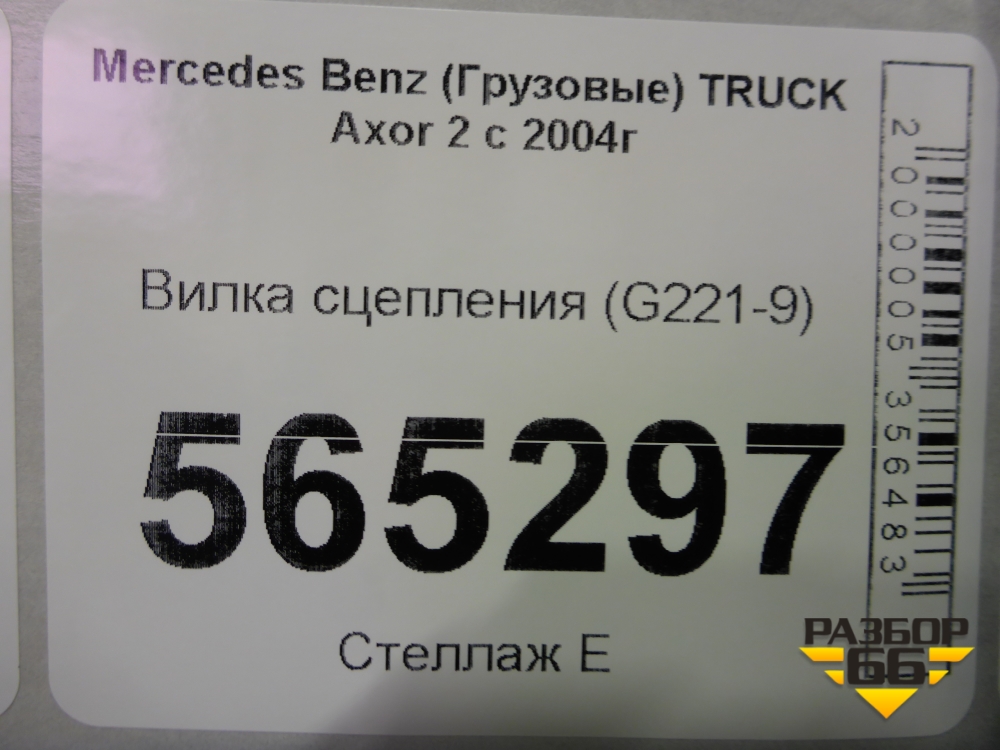 Mercedes Benz (Грузовые) TRUCK
Axor 2 с 2004г
Вилка сцепления (G221-9)
565297
Стеллаж Е
2000005356483
РАЗБОР
66